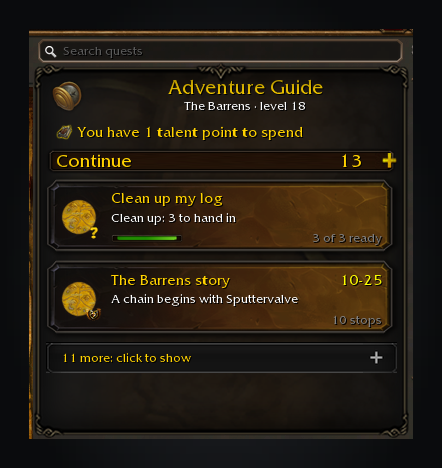 Search quests
Adventure Guide
The Barrens · level 18
You have 1 talent point to spend
Continue 13
Clean up my log
Clean up: 3 to hand in
?
3 of 3 ready
The Barrens story 10-25
A chain begins with Sputtervalve
10 stops
11 more: click to show